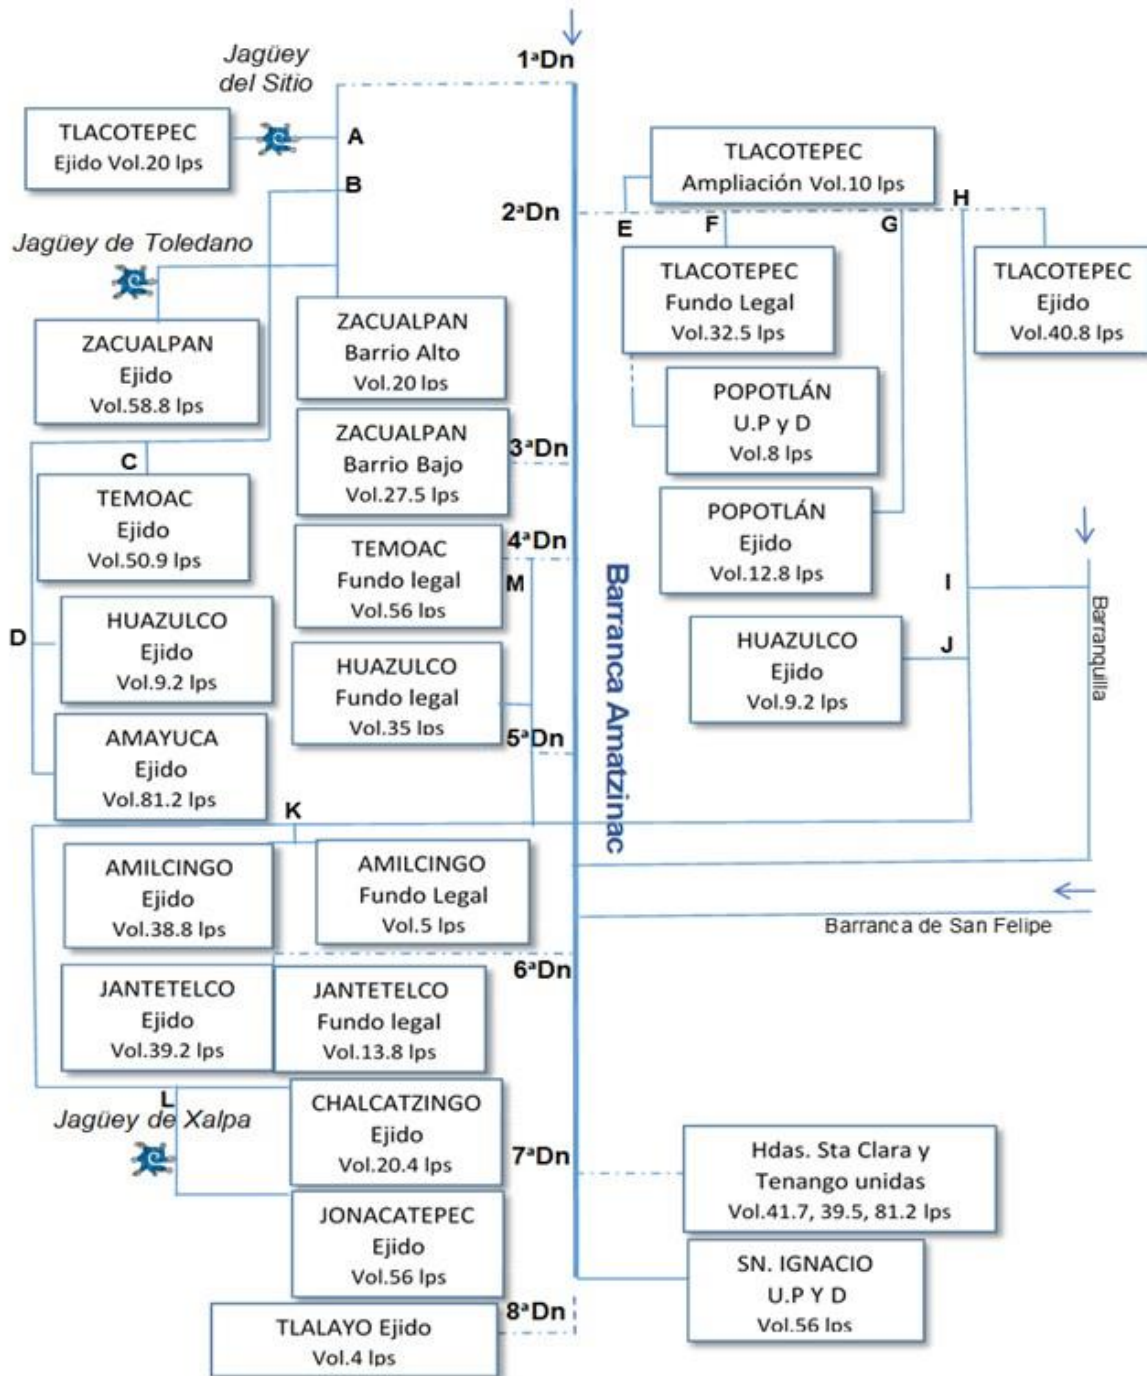 1ªDn
Jagüey
del Sitio
TLACOTEPEC
Ejido Vol.20 lps
A
B
TLACOTEPEC
Ampliación Vol.10 lps
2ªDn
E
F
G
H
Jagüey de Toledano
ZACUALPAN
Ejido
Vol.58.8 lps
ZACUALPAN
Barrio Alto
Vol.20 lps
TLACOTEPEC
Fundo Legal
Vol.32.5 lps
TLACOTEPEC
Ejido
Vol.40.8 lps
POPOTLÁN
U.P y D
Vol.8 lps
ZACUALPAN
Barrio Bajo
Vol.27.5 lps
3ªDn
C
TEMOAC
Ejido
Vol.50.9 lps
POPOTLÁN
Ejido
Vol.12.8 lps
TEMOAC
Fundo legal
Vol.56 lps
4ªDn
M
Barranca Amatzinac
I
Barranquilla
D
HUAZULCO
Ejido
Vol.9.2 lps
HUAZULCO
Fundo legal
Vol.35 lps
HUAZULCO
Ejido
Vol.9.2 lps
J
5ªDn
AMAYUCA
Ejido
Vol.81.2 lps
K
AMILCINGO
Ejido
Vol.38.8 lps
AMILCINGO
Fundo Legal
Vol.5 lps
Barranca de San Felipe
6ªDn
JANTETELCO
Ejido
Vol.39.2 lps
JANTETELCO
Fundo legal
Vol.13.8 lps
L
Jagüey de Xalpa
CHALCATZINGO
Ejido
Vol.20.4 lps
7ªDn
Hdas. Sta Clara y
Tenango unidas
Vol.41.7, 39.5, 81.2 lps
JONACATEPEC
Ejido
Vol.56 lps
SN. IGNACIO
U.P Y D
Vol.56 lps
8ªDn
TLALAYO Ejido
Vol.4 lps